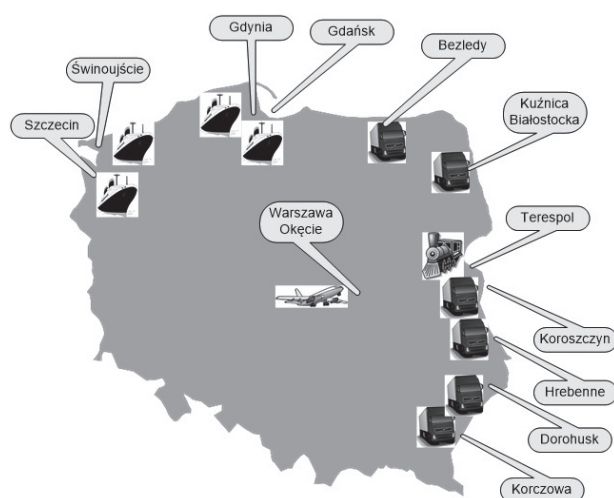 Gdynia
Gdańsk
Bezledy
Świnoujście
Kuźnica
Białostocka
Szczecin
Warszawa
Okęcie
Terespol
Koroszczyn
Hrebenne
Dorohusk
Korczowa